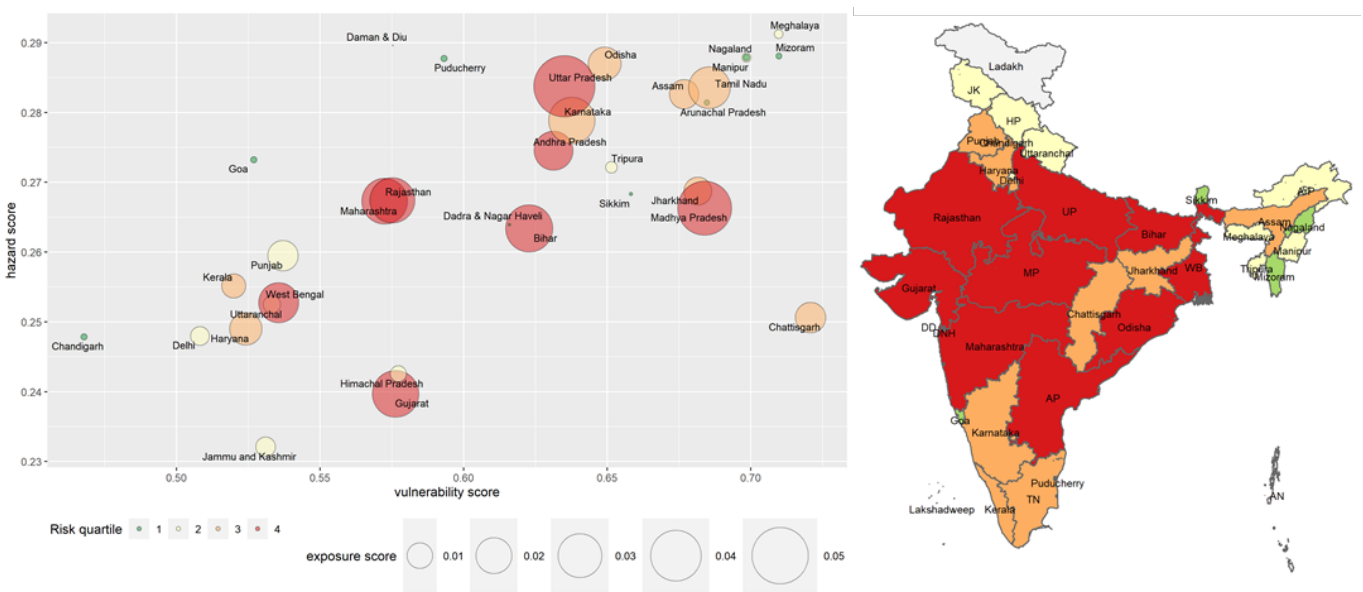 Meghalaya
Daman & Diu
0.29
Odisha
Nagaland
Mizoram
Puducherry
Manipur
Uttar Pradesh
Assam
Tamil Nadu
0.28
Karnataka
Arunachal Pradesh
Andhra Pradesh
Tripura
Goa
0.27
Rajasthan
Sikkim
Jharkhand
Maharashtra
Dadra & Nagar Haveli
Madhya Pradesh
Bihar
hazard score
0.26
Punjab
Kerala
West Bengal
Uttaranchal
0.25
Chattisgarh
Haryana
Chandigarh
Delhi
Himachal Pradesh
0.24
Gujarat
Jammu and Kashmir
0.23
0.50 0.55 0.60 0.65 0.70
vulnerability score
Risk quartile 1 2 3 4
exposure score 0.01 0.02 0.03 0.04 0.05
Ladakh
JK
HP
Punjab
Chandigarh
Uttaranchal
Haryana
Delhi
Sikkim
AP
Rajasthan
UP
Assam
Nagaland
Bihar
Meghalaya
Manipur
MP
Jharkhand
WB
Tripura
Mizoram
Gujarat
Chattisgarh
DD
DNH
Odisha
Maharashtra
AP
Goa
Karnataka
Puducherry
AN
Lakshadweep
Kerala
TN